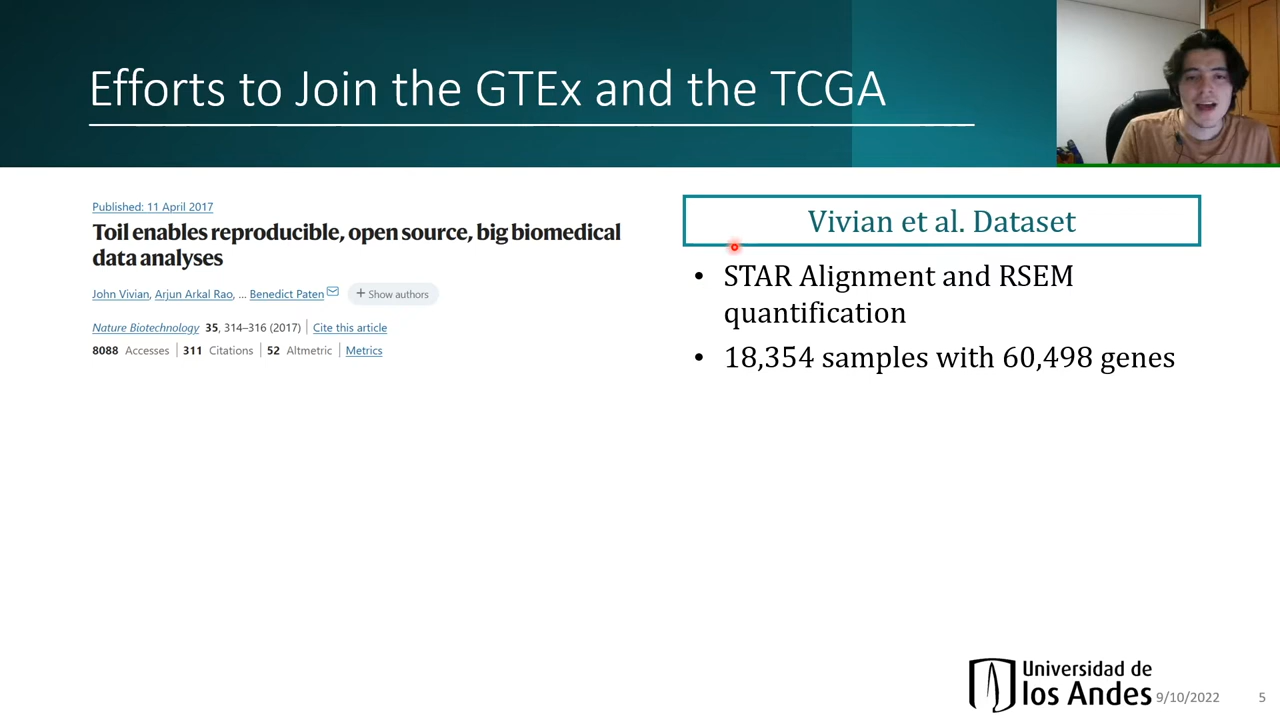 Efforts to Join the GTEx and the TCGA
Published: 11 April 2017
Toil enables reproducible, open source, big biomedical
data analyses
John Vivian, Arjun Arkal Rao, ... Benedict Paten + Show authors
Nature Biotechnology 35, 314–316 (2017) | Cite this article
8088 Accesses | 311 Citations | 52 Altmetric | Metrics
Vivian et al. Dataset
• STAR Alignment and RSEM
quantification
• 18,354 samples with 60,498 genes
Universidad de
los Andes
9/10/2022
5